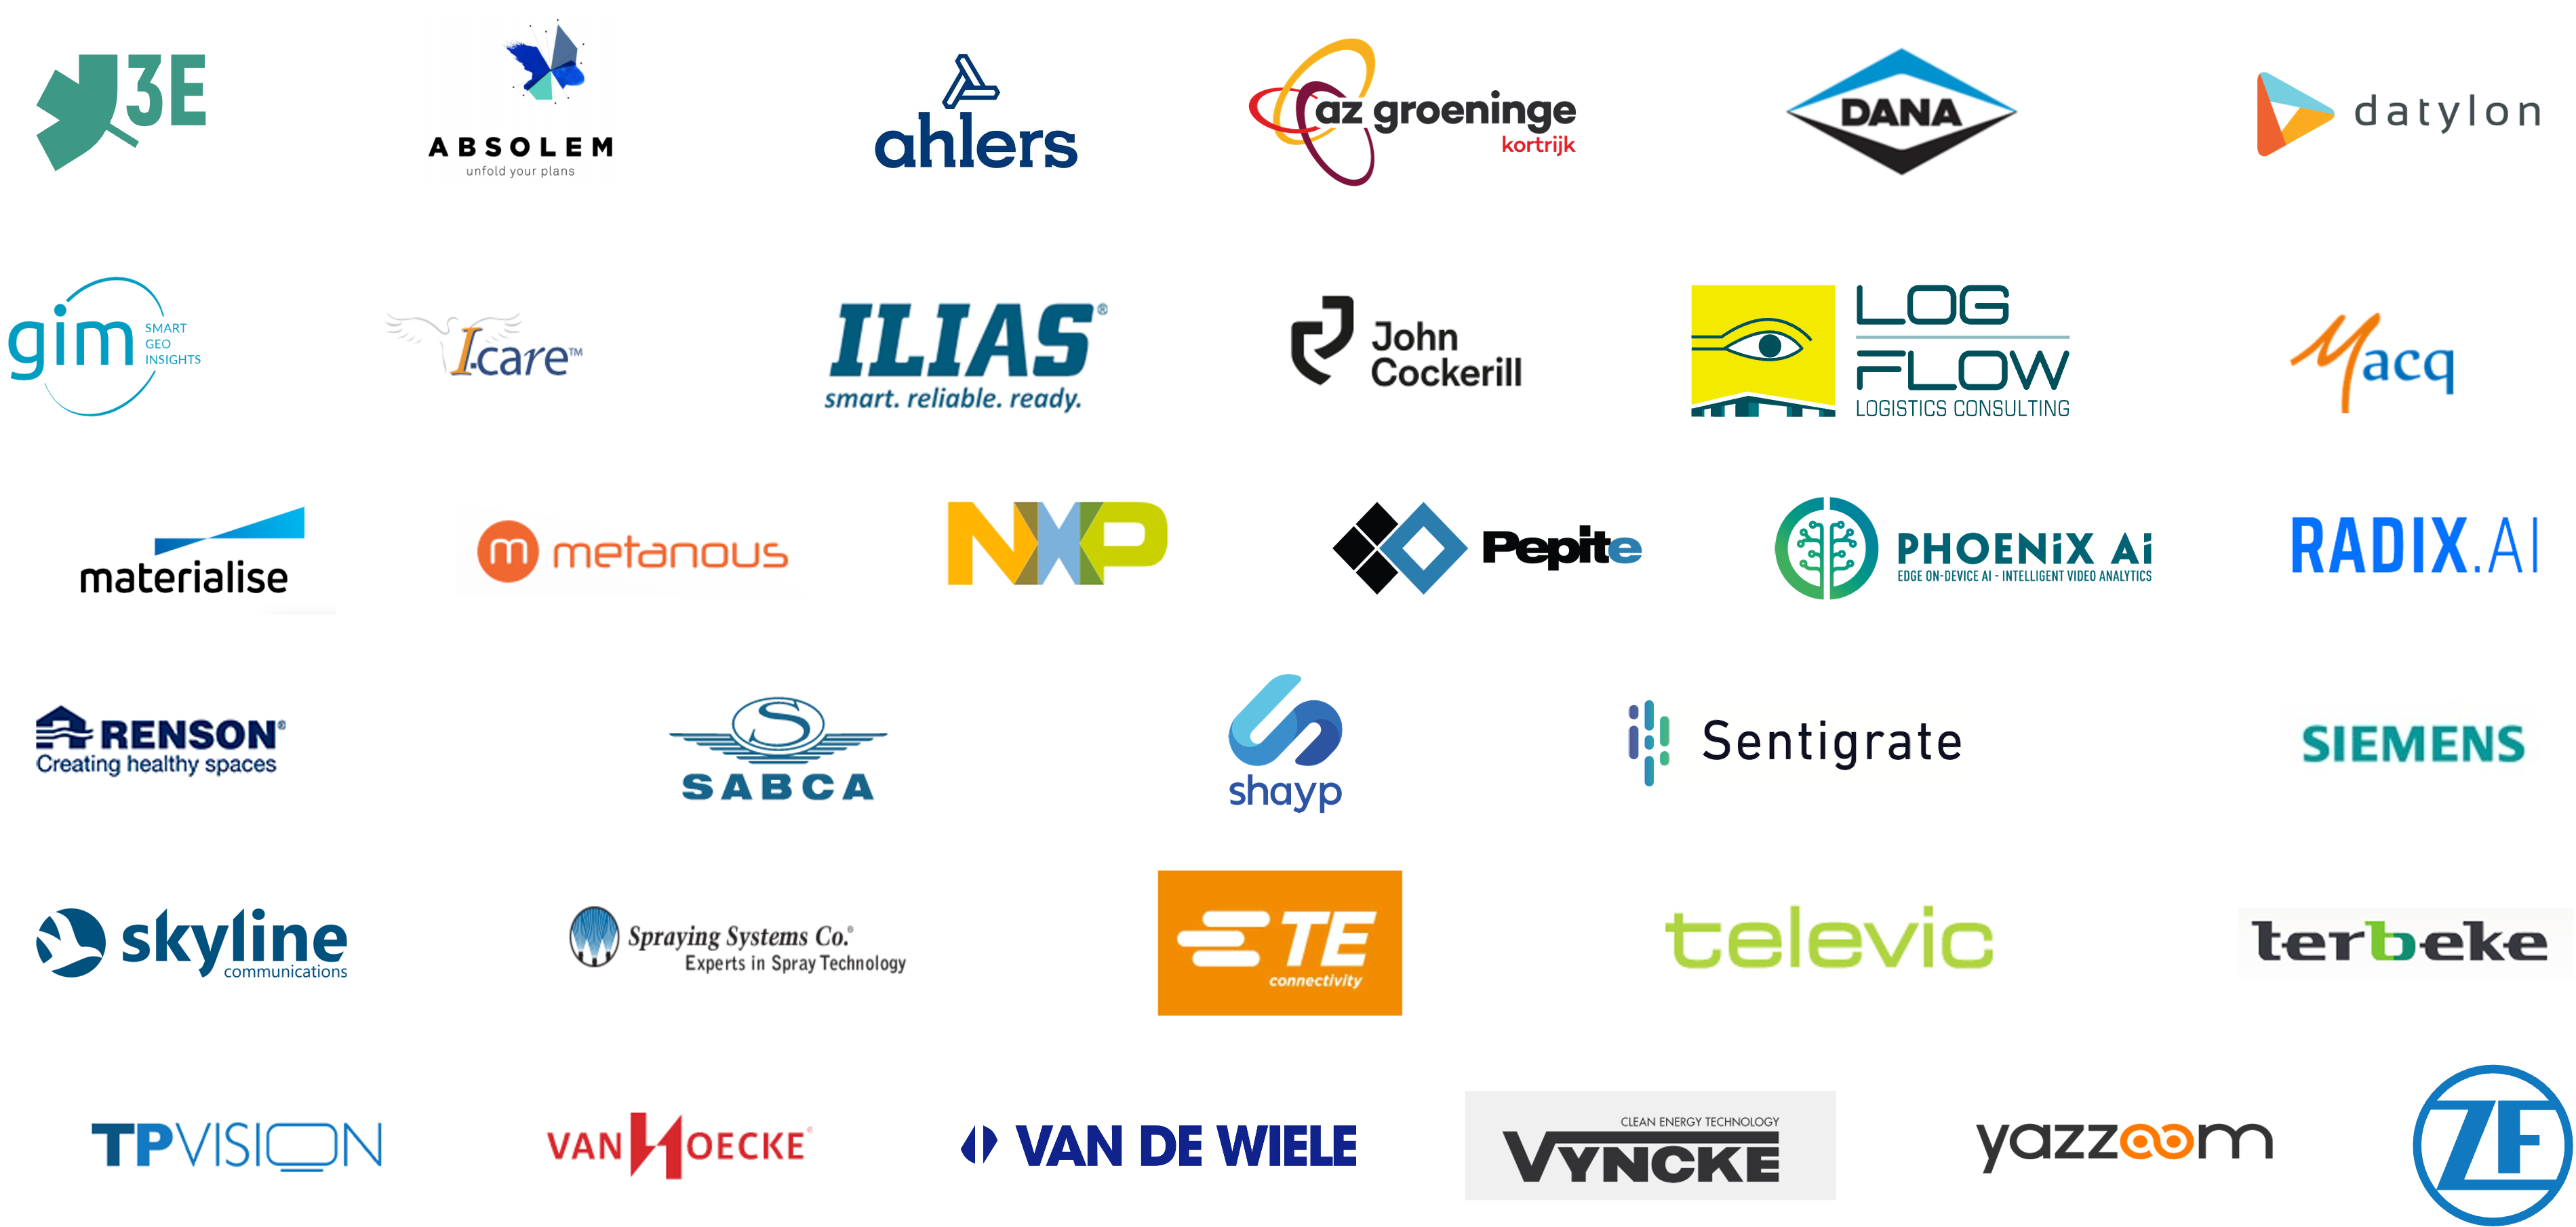 3E
ABSOLEM
unfold your plans
ahlers
az groeninge
kortrijk
DANA
datylon
gim
SMART
GEO
INSIGHTS
I-care™
ILIAS®
smart. reliable. ready.
John
Cockerill
LOG
FLOW
LOGISTICS CONSULTING
Macq
materialise
m metanous
NXP
Pepite
PHOENiX Ai
EDGE ON-DEVICE AI - INTELLIGENT VIDEO ANALYTICS
RADIX.AI
RENSON®
Creating healthy spaces
S
SABCA
shayp
Sentigrate
SIEMENS
skyline
communications
Spraying Systems Co.®
Experts in Spray Technology
TE
connectivity
televic
terbeke
TPVISION
VAN HOECKE®
VAN DE WIELE
CLEAN ENERGY TECHNOLOGY
VYNCKE
yazzoom
ZF